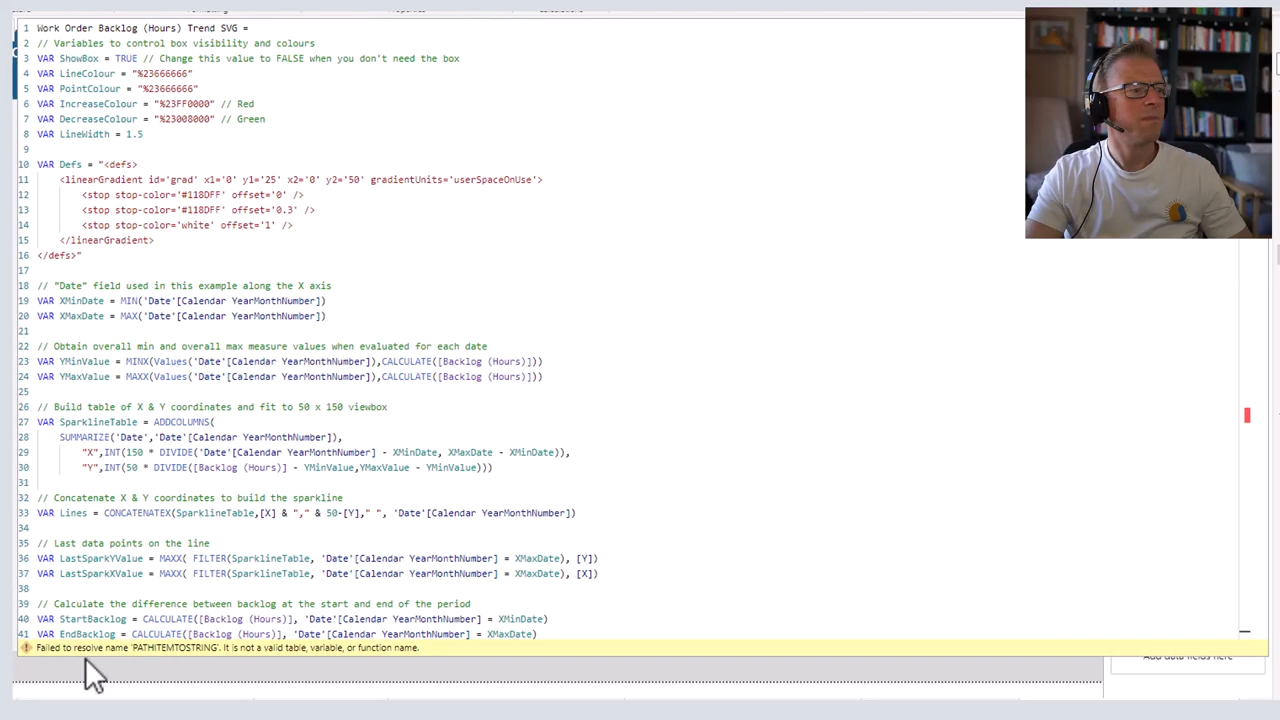 1 Work Order Backlog (Hours) Trend SVG =
2 // Variables to control box visibility and colours
3 VAR ShowBox = TRUE // Change this value to FALSE when you don't need the box
4 VAR LineColour = "%23666666"
5 VAR PointColour = "%23666666"
6 VAR IncreaseColour = "%23FF0000" // Red
7 VAR DecreaseColour = "%23008000" // Green
8 VAR LineWidth = 1.5
9
10 VAR Defs = "<defs>
11 <linearGradient id='grad' x1='0' y1='25' x2='0' y2='50' gradientUnits='userSpaceOnUse'>
12 <stop stop-color='#118DFF' offset='0' />
13 <stop stop-color='#118DFF' offset='0.3' />
14 <stop stop-color='white' offset='1' />
15 </linearGradient>
16 </defs>"
17
18 // "Date" field used in this example along the X axis
19 VAR XMinDate = MIN('Date'[Calendar YearMonthNumber])
20 VAR XMaxDate = MAX('Date'[Calendar YearMonthNumber])
21
22 // Obtain overall min and overall max measure values when evaluated for each date
23 VAR YMinValue = MINX(Values('Date'[Calendar YearMonthNumber]),CALCULATE([Backlog (Hours)]))
24 VAR YMaxValue = MAXX(Values('Date'[Calendar YearMonthNumber]),CALCULATE([Backlog (Hours)]))
25
26 // Build table of X & Y coordinates and fit to 50 x 150 viewbox
27 VAR SparklineTable = ADDCOLUMNS(
28 SUMMARIZE('Date','Date'[Calendar YearMonthNumber]),
29 "X",INT(150 * DIVIDE('Date'[Calendar YearMonthNumber] - XMinDate, XMaxDate - XMinDate)),
30 "Y",INT(50 * DIVIDE([Backlog (Hours)] - YMinValue,YMaxValue - YMinValue)))
31
32 // Concatenate X & Y coordinates to build the sparkline
33 VAR Lines = CONCATENATEX(SparklineTable,[X] & "," & 50-[Y]," ", 'Date'[Calendar YearMonthNumber])
34
35 // Last data points on the line
36 VAR LastSparkYValue = MAXX( FILTER(SparklineTable, 'Date'[Calendar YearMonthNumber] = XMaxDate), [Y])
37 VAR LastSparkXValue = MAXX( FILTER(SparklineTable, 'Date'[Calendar YearMonthNumber] = XMaxDate), [X])
38
39 // Calculate the difference between backlog at the start and end of the period
40 VAR StartBacklog = CALCULATE([Backlog (Hours)], 'Date'[Calendar YearMonthNumber] = XMinDate)
41 VAR EndBacklog = CALCULATE([Backlog (Hours)], 'Date'[Calendar YearMonthNumber] = XMaxDate)
Failed to resolve name 'PATHITEMTOSTRING'. It is not a valid table, variable, or function name.
Add data fields here